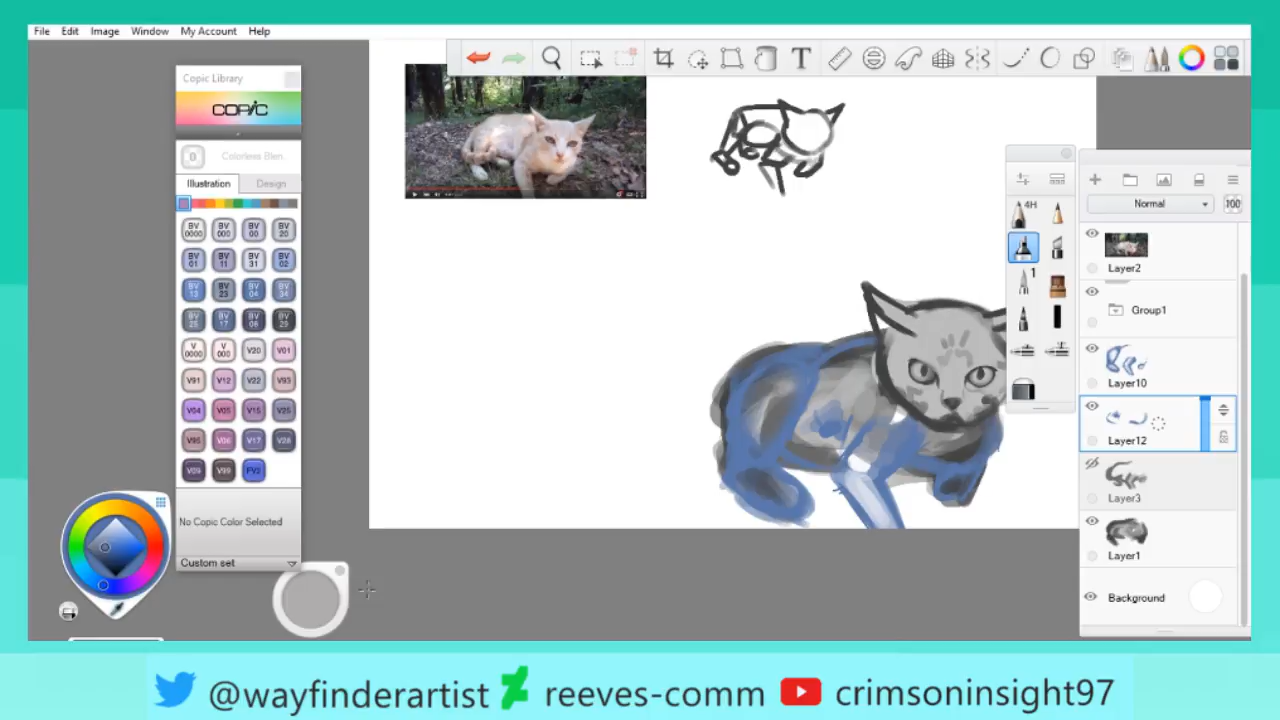 File Edit Image Window My Account Help
Copic Library
COPIC
0 Colorless Blen
Illustration Design
BV 0000 BV 000 BV 00 BV 20
BV 01 BV 11 BV 31 BV 02
BV 13 BV 23 BV 04 BV 34
BV 25 BV 17 BV 08 BV 29
V 0000 V 000 V20 V01
V91 V12 V22 V93
V04 V05 V15 V25
V95 V06 V17 V28
V09 V99 FV2
No Copic Color Selected
Custom set
T
4H
1
Normal 100
Layer2
Group1
Layer10
Layer12
Layer3
Layer1
Background
@wayfinderartist reeves-comm crimsoninsight97